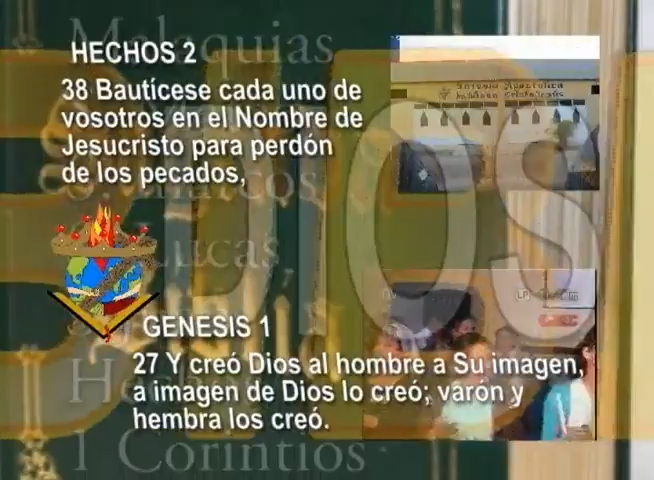 Malaquias
HECHOS 2
38 Bautícese cada uno de
vosotros en el Nombre de
Jesucristo para perdón
de los pecados,
Apostólica
DIOS
Marcos
Lucas
GENESIS 1
27 Y creó Dios al hombre a Su imagen,
a imagen de Dios lo creó; varón y
hembra los creó.
LP
I Corintios